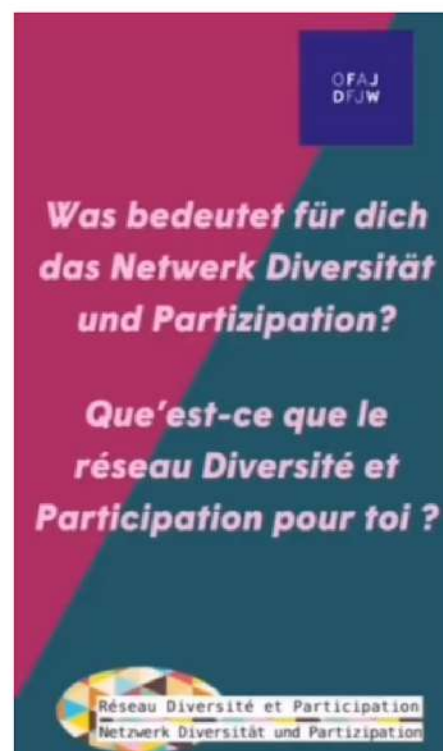 OFAJ
DFJW
Was bedeutet für dich
das Netwerk Diversität
und Partizipation?
Que'est-ce que le
réseau Diversité et
Participation pour toi ?
Réseau Diversité et Participation
Netzwerk Diversität und Partizipation